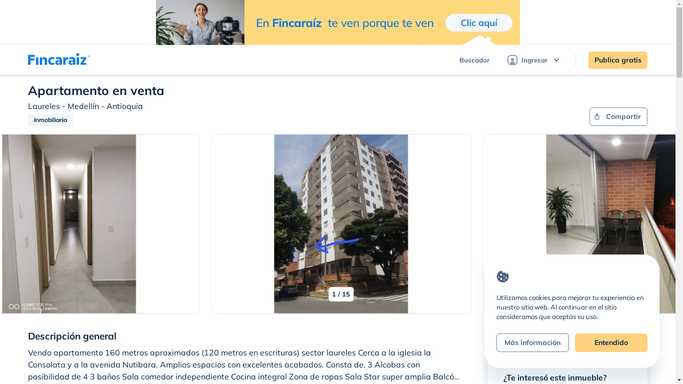 En Fincaraíz te ven porque te ven
Clic aquí
Fincaraiz
Buscador
Ingresar
Publica gratis
Apartamento en venta
Laureles - Medellín - Antioquia
Inmobiliaria
Compartir
1 / 15
Utilizamos cookies para mejorar tu experiencia en
nuestro sitio web. Al continuar en el sitio
consideramos que aceptas su uso.
Más información
Entendido
Descripción general
Vendo apartamento 160 metros aproximados (120 metros en escrituras) sector laureles Cerca a la iglesia la
Consolata y a la avenida Nutibara. Amplios espacios con excelentes acabados. Consta de. 3 Alcobas con
posibilidad de 4 3 baños Sala comedor independiente Cocina integral Zona de ropas Sala Star super amplia Balcó...
¿Te interesó este inmueble?